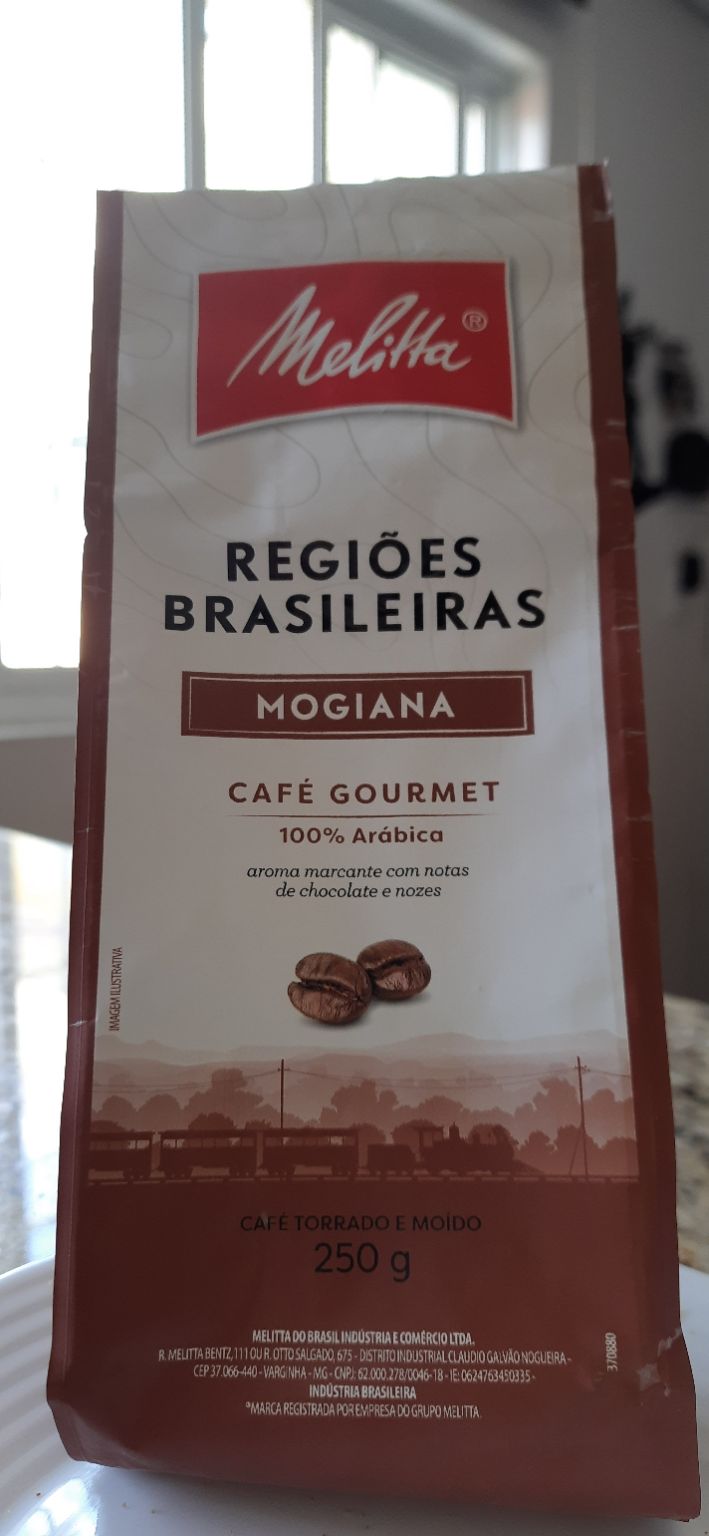 Melitta®
REGIÕES
BRASILEIRAS
MOGIANA
CAFÉ GOURMET
100% Arábica
aroma marcante com notas
de chocolate e nozes
IMAGEM ILUSTRATIVA
CAFÉ TORRADO E MOÍDO
250 g
MELITTA DO BRASIL INDÚSTRIA E COMÉRCIO LTDA.
R. MELITTA BENTZ, 111 OU R. OTTO SALGADO, 675 - DISTRITO INDUSTRIAL CLAUDIO GALVÃO NOGUEIRA -
CEP 37.066-440 - VARGINHA - MG - CNPJ: 62.000.278/0046-18 - IE: 0624763450335 -
INDÚSTRIA BRASILEIRA
®MARCA REGISTRADA POR EMPRESA DO GRUPO MELITTA.
370880